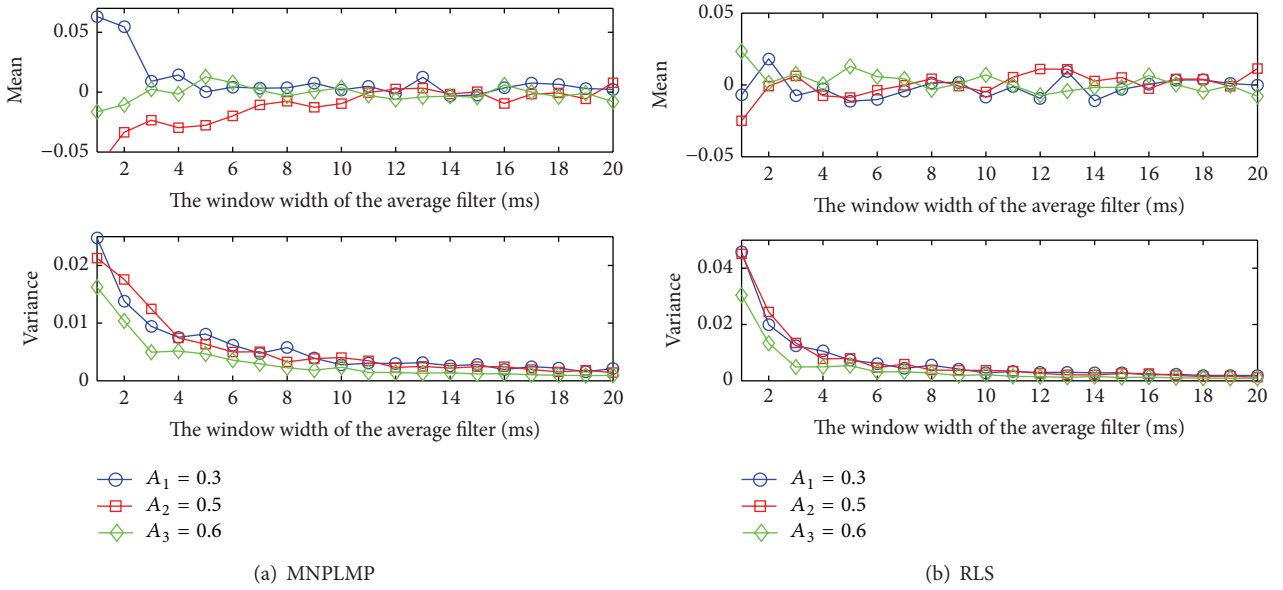 0.05
0
−0.05
Mean
2 4 6 8 10 12 14 16 18 20
The window width of the average filter (ms)
0.02
0.01
0
Variance
2 4 6 8 10 12 14 16 18 20
The window width of the average filter (ms)
A1 = 0.3
A2 = 0.5
A3 = 0.6
(a) MNPLMP
0.05
0
−0.05
Mean
2 4 6 8 10 12 14 16 18 20
The window width of the average filter (ms)
0.04
0.02
0
Variance
2 4 6 8 10 12 14 16 18 20
The window width of the average filter (ms)
A1 = 0.3
A2 = 0.5
A3 = 0.6
(b) RLS